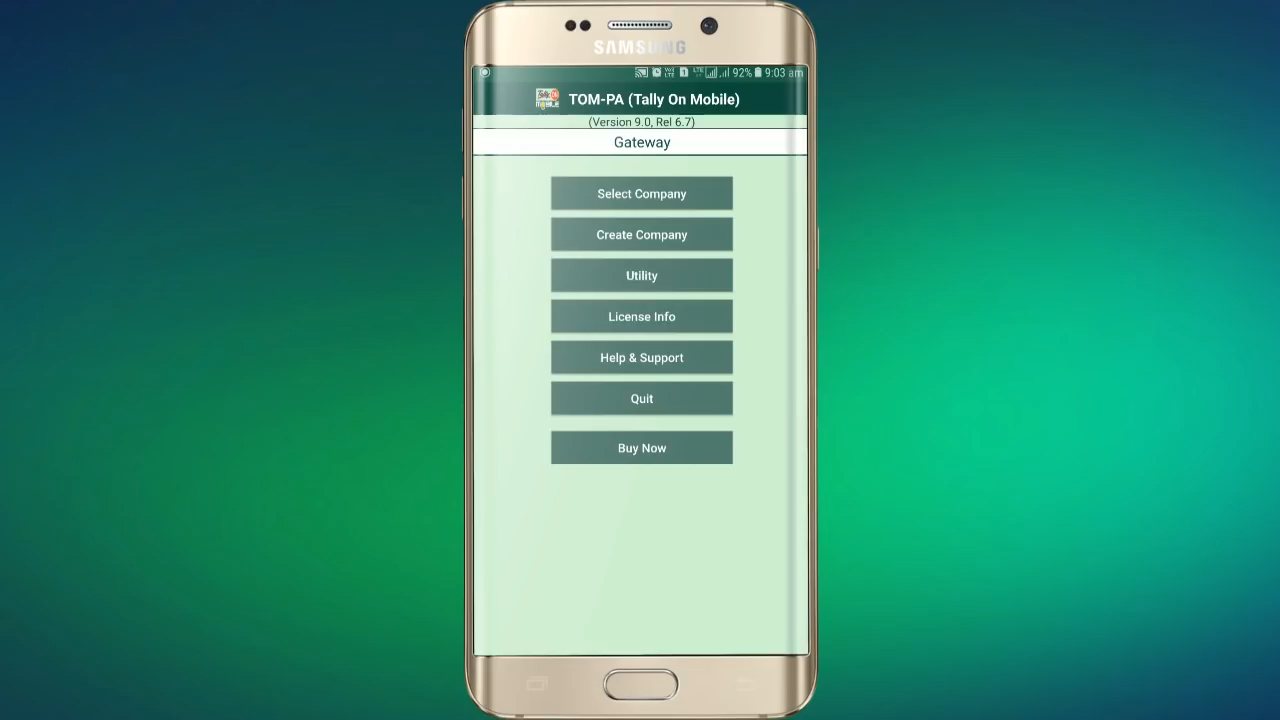 SAMSUNG
LTE 92% 9:03 am
TOM-PA (Tally On Mobile)
(Version 9.0, Rel 6.7)
Gateway
Select Company
Create Company
Utility
License Info
Help & Support
Quit
Buy Now